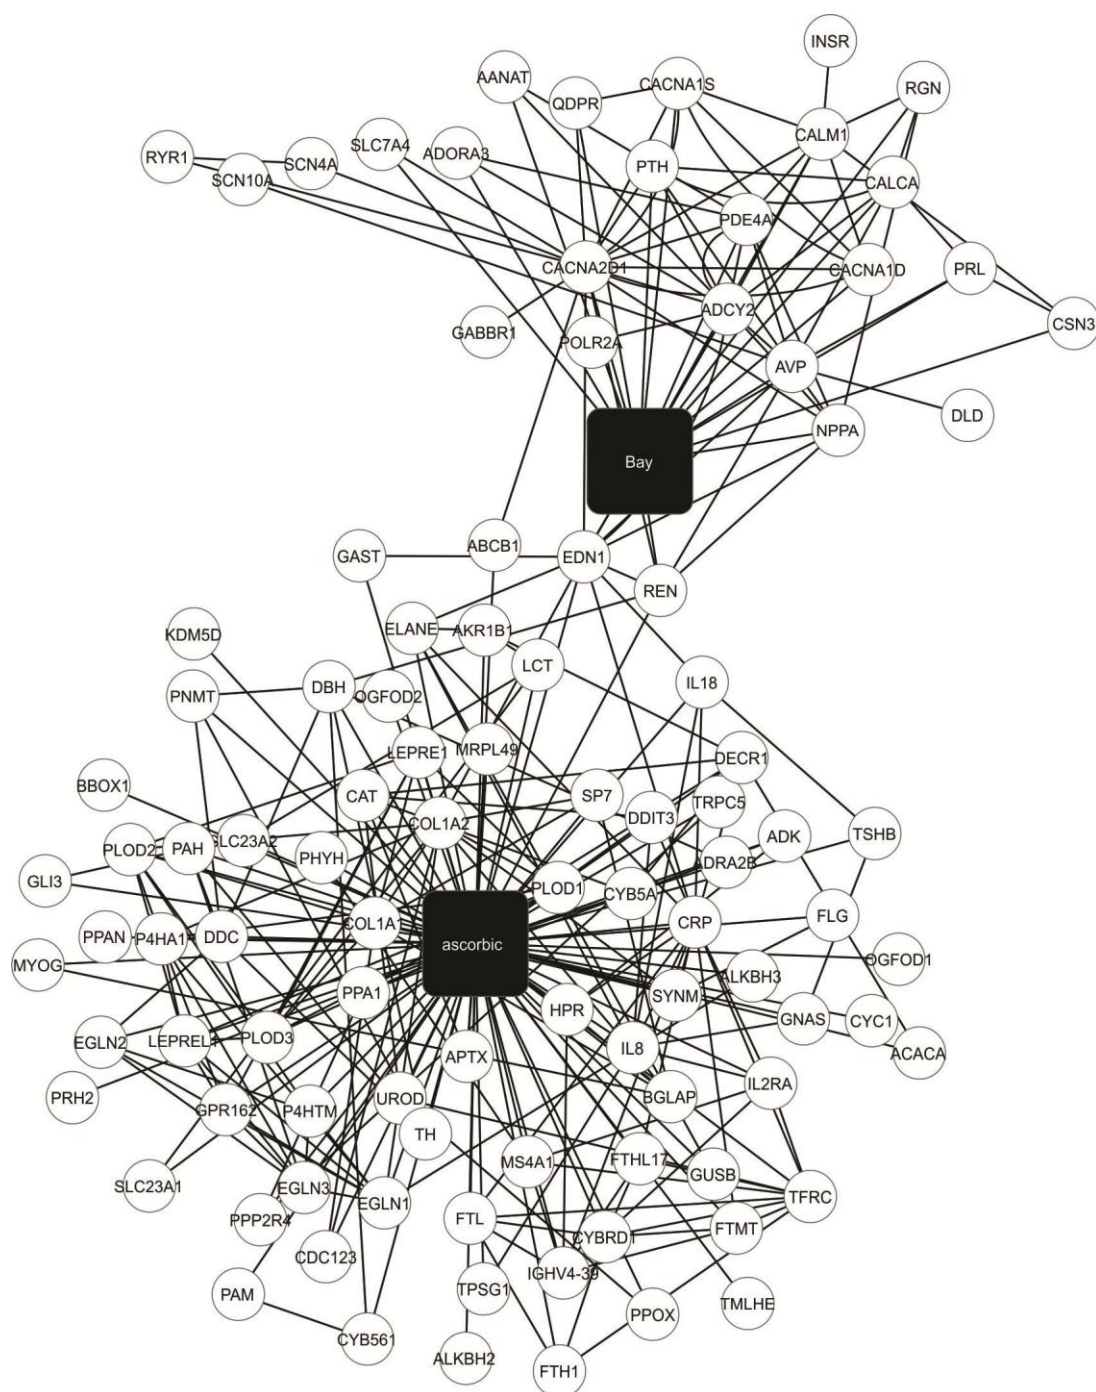 INSR
AANAT
CACNA1S
RGN
QDPR
CALM1
SLC7A4
ADORA3
RYR1
SCN4A
SCN10A
PTH
CALCA
PDE4A
CACNA2D1
CACNA1D
PRL
ADCY2
CSN3
GABBR1
POLR2A
AVP
DLD
NPPA
Bay
GAST
ABCB1
EDN1
REN
KDM5D
ELANE
AKR1B1
LCT
IL18
PNMT
DBH
OGFOD2
LEPRE1
MRPL49
DECR1
BBOX1
CAT
SP7
TRPC5
COL1A2
DDIT3
ADK
TSHB
PLOD2
PAH
SLC23A2
PHYH
ADRA2B
GLI3
PLOD1
CYB5A
COL1A1
CRP
FLG
PPAN
P4HA1
DDC
ascorbic
OGFOD1
MYOG
ALKBH3
PPA1
SYNM
HPR
GNAS
CYC1
EGLN2
LEPREL1
PLOD3
IL8
ACACA
APTX
PRH2
IL2RA
UROD
BGLAP
GPR162
P4HTM
TH
MS4A1
FTHL17
SLC23A1
EGLN3
EGLN1
GUSB
TFRC
PPP2R4
FTL
FTMT
CYBRD1
CDC123
IGHV4-39
PAM
TPSG1
TMLHE
PPOX
CYB561
ALKBH2
FTH1